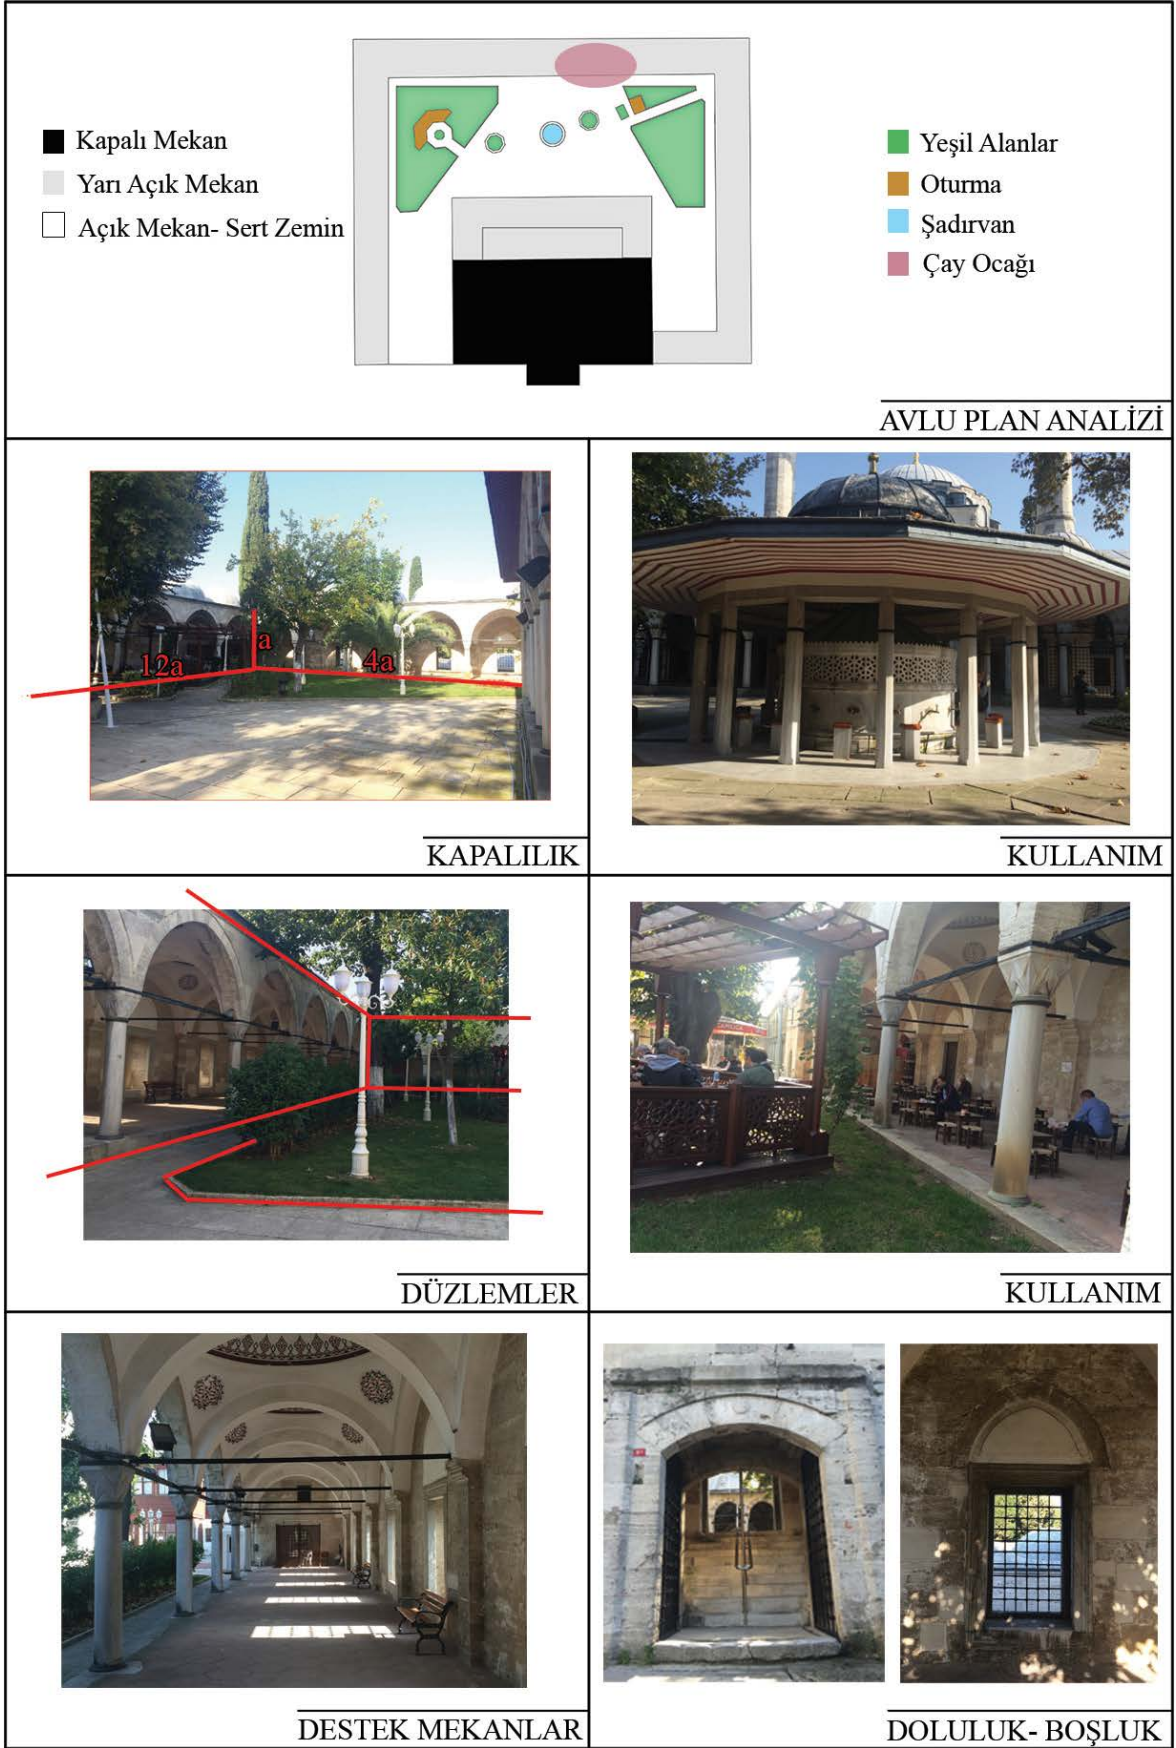 Kapalı Mekan
Yarı Açık Mekan
Açık Mekan- Sert Zemin
Yeşil Alanlar
Oturma
Şadırvan
Çay Ocağı
AVLU PLAN ANALİZİ
12a
a
4a
KAPALILIK
KULLANIM
DÜZLEMLER
KULLANIM
DESTEK MEKANLAR
DOLULUK- BOŞLUK